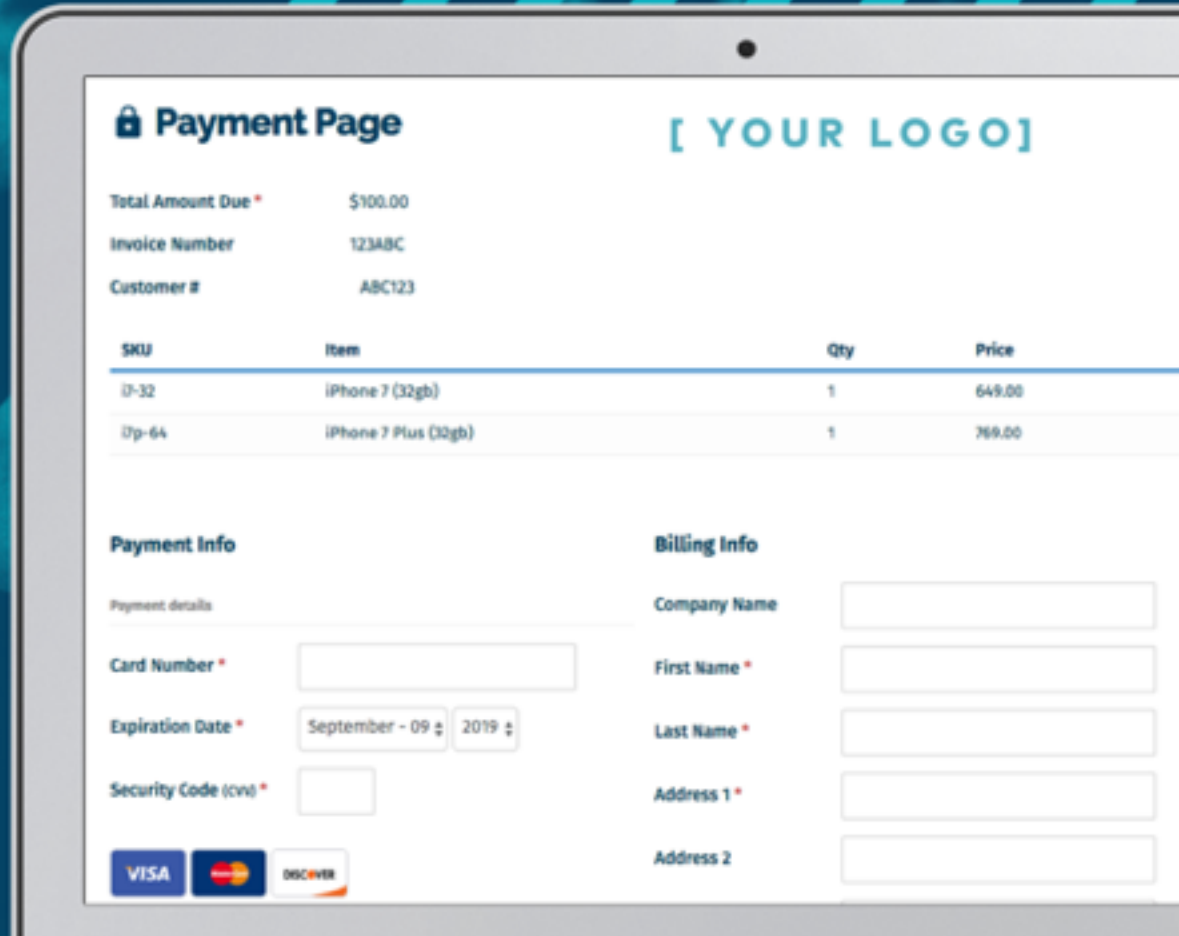 Payment Page
[ YOUR LOGO]
Total Amount Due * $100.00
Invoice Number 123ABC
Customer # ABC123
SKU Item Qty Price
i7-32 iPhone 7 (32gb) 1 649.00
i7p-64 iPhone 7 Plus (32gb) 1 769.00
Payment Info
Payment details
Card Number *
Expiration Date * September - 09 2019
Security Code (CVV) *
VISA MasterCard DISCOVER
Billing Info
Company Name
First Name *
Last Name *
Address 1 *
Address 2